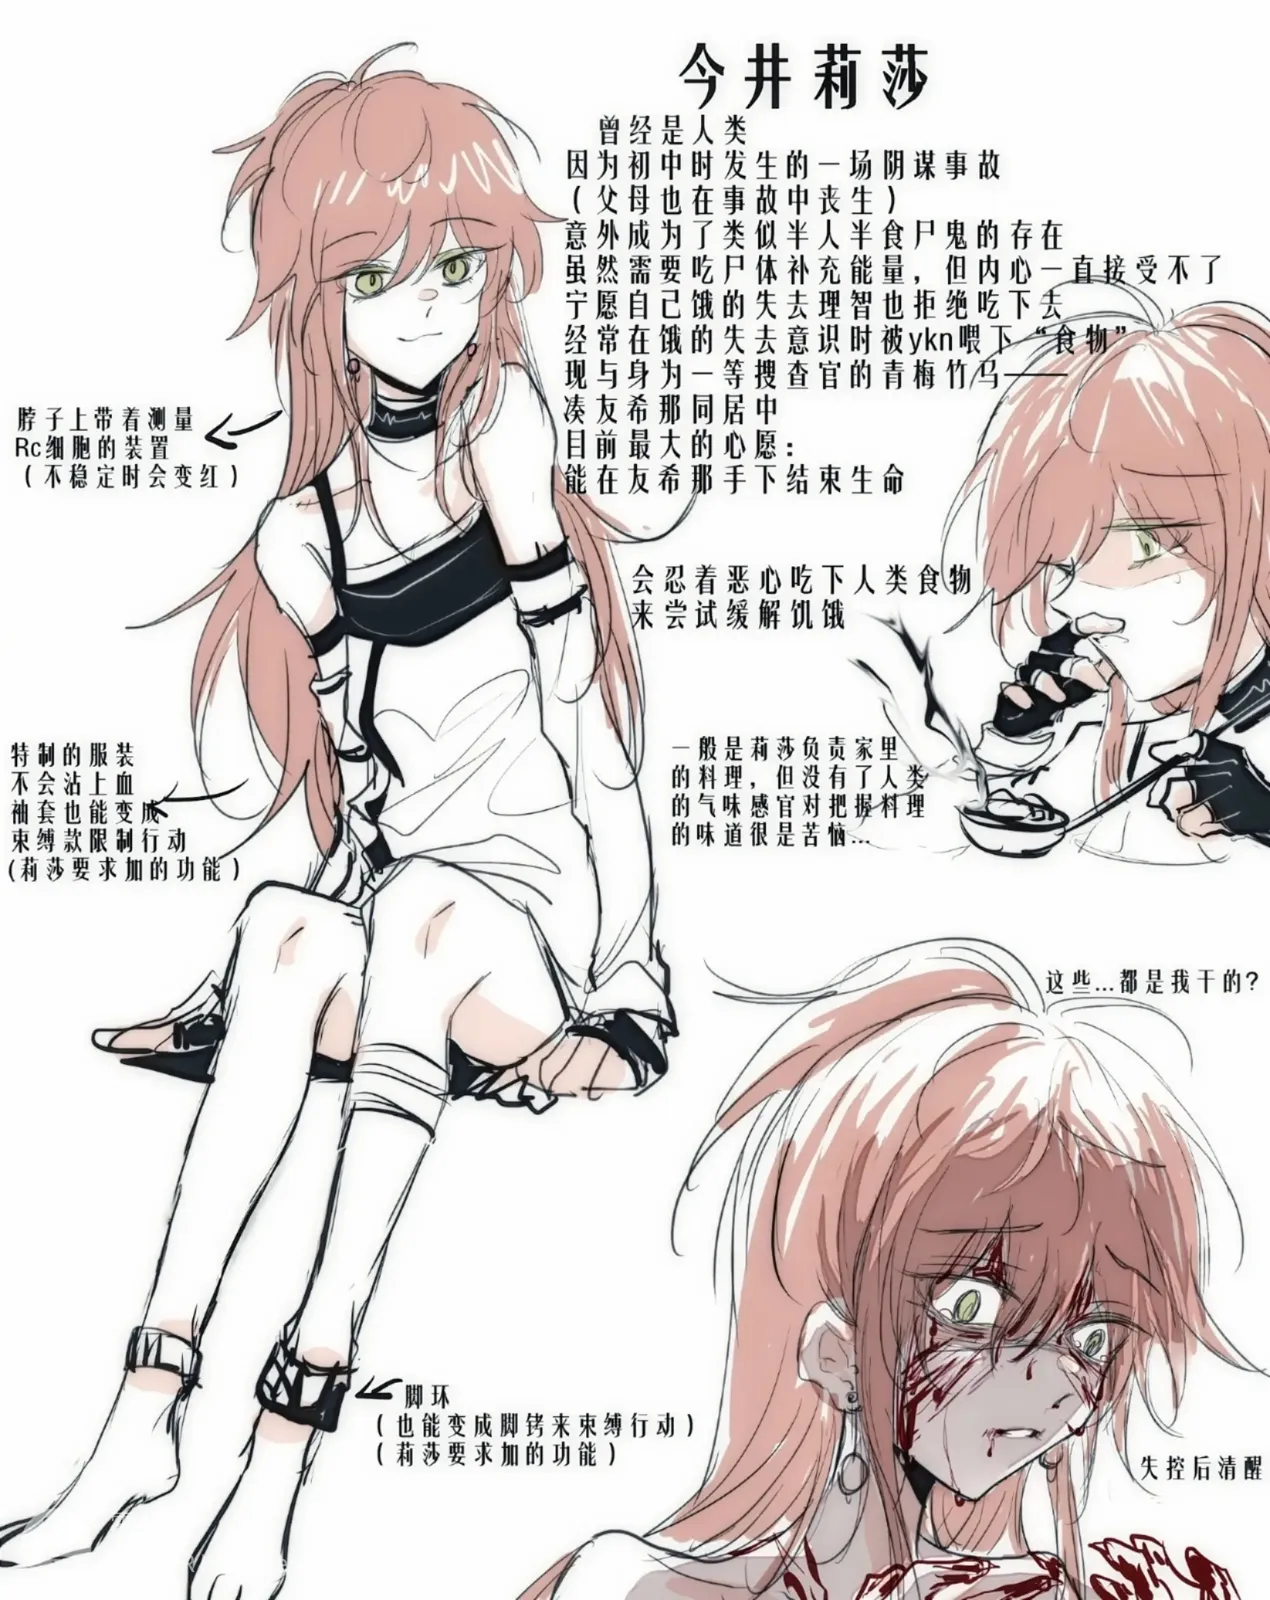 今井莉莎
曾经是人类
因为初中时发生的一场阴谋事故
（父母也在事故中丧生）
意外成为了类似半人半食尸鬼的存在
虽然需要吃尸体补充能量，但内心一直接受不了
宁愿自己饿的失去理智也拒绝吃下去
经常在饿的失去意识时被ykn喂下“食物”
现与身为一等搜查官的青梅竹马——
凑友希那同居中
目前最大的心愿：
能在友希那手下结束生命
脖子上带着测量
Rc细胞的装置
（不稳定时会变红）
会忍着恶心吃下人类食物
来尝试缓解饥饿
特制的服装
不会沾上血
袖套也能变成
束缚款限制行动
(莉莎要求加的功能）
一般是莉莎负责家里
的料理，但没有了人类
的气味感官对把握料理
的味道很是苦恼...
这些...都是我干的?
脚环
（也能变成脚铐来束缚行动）
（莉莎要求加的功能）
失控后清醒